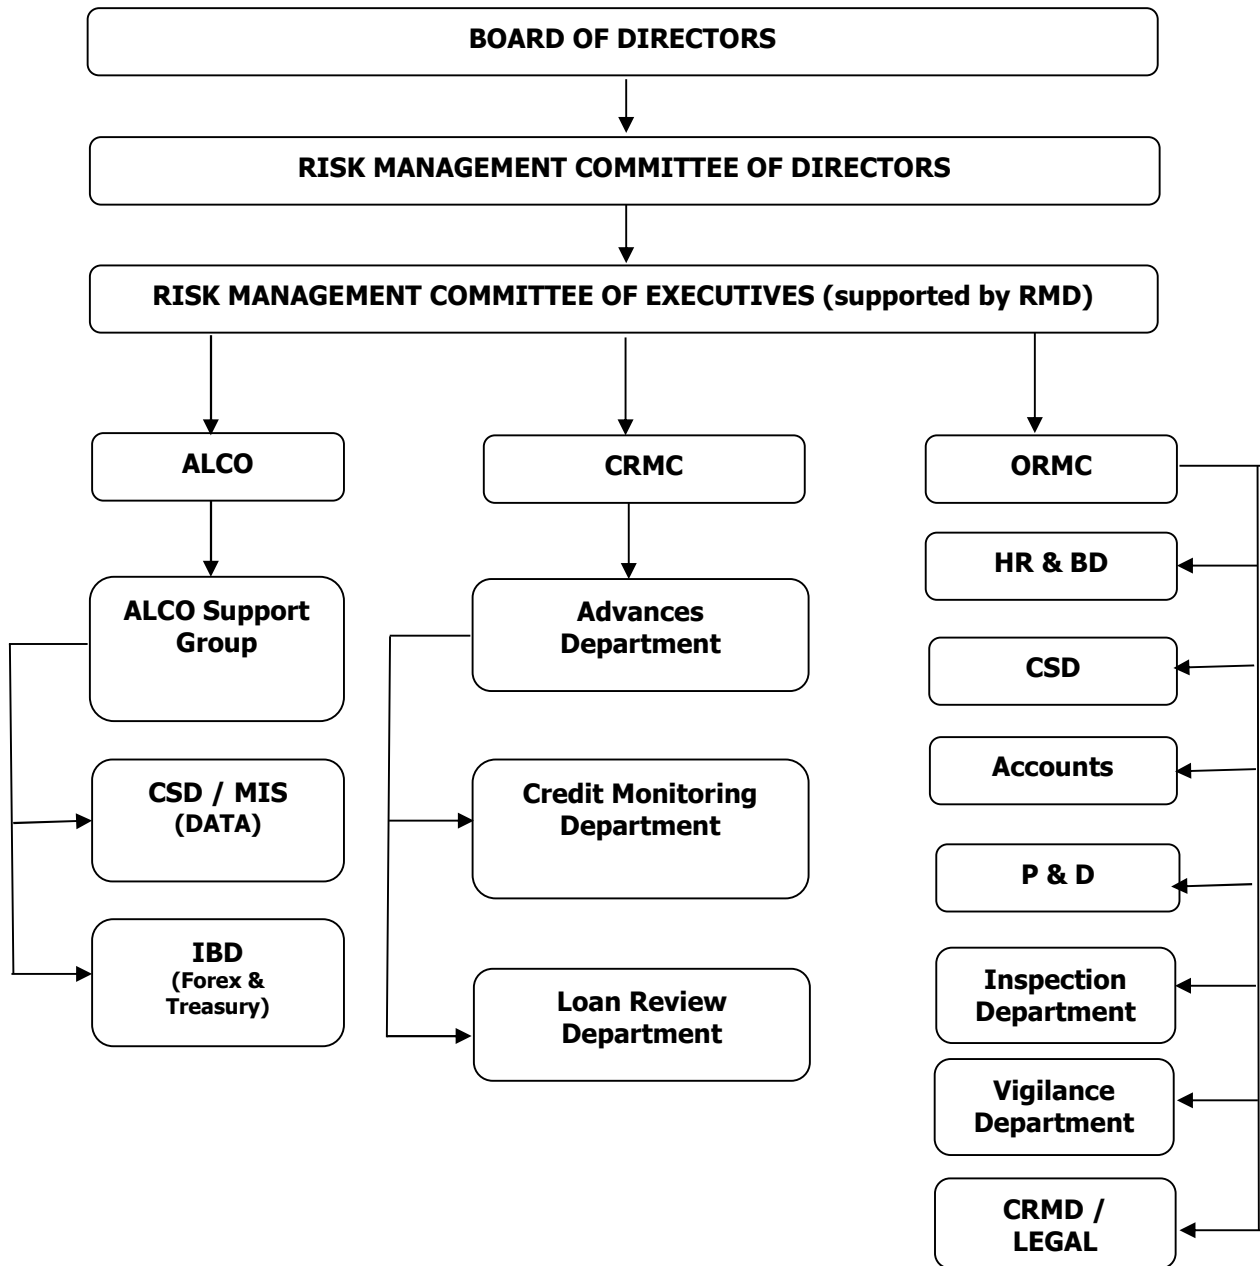 BOARD OF DIRECTORS
RISK MANAGEMENT COMMITTEE OF DIRECTORS
RISK MANAGEMENT COMMITTEE OF EXECUTIVES (supported by RMD)
ALCO
CRMC
ORMC
ALCO Support
Group
CSD / MIS
(DATA)
IBD
(Forex &
Treasury)
Advances
Department
Credit Monitoring
Department
Loan Review
Department
HR & BD
CSD
Accounts
P & D
Inspection
Department
Vigilance
Department
CRMD /
LEGAL